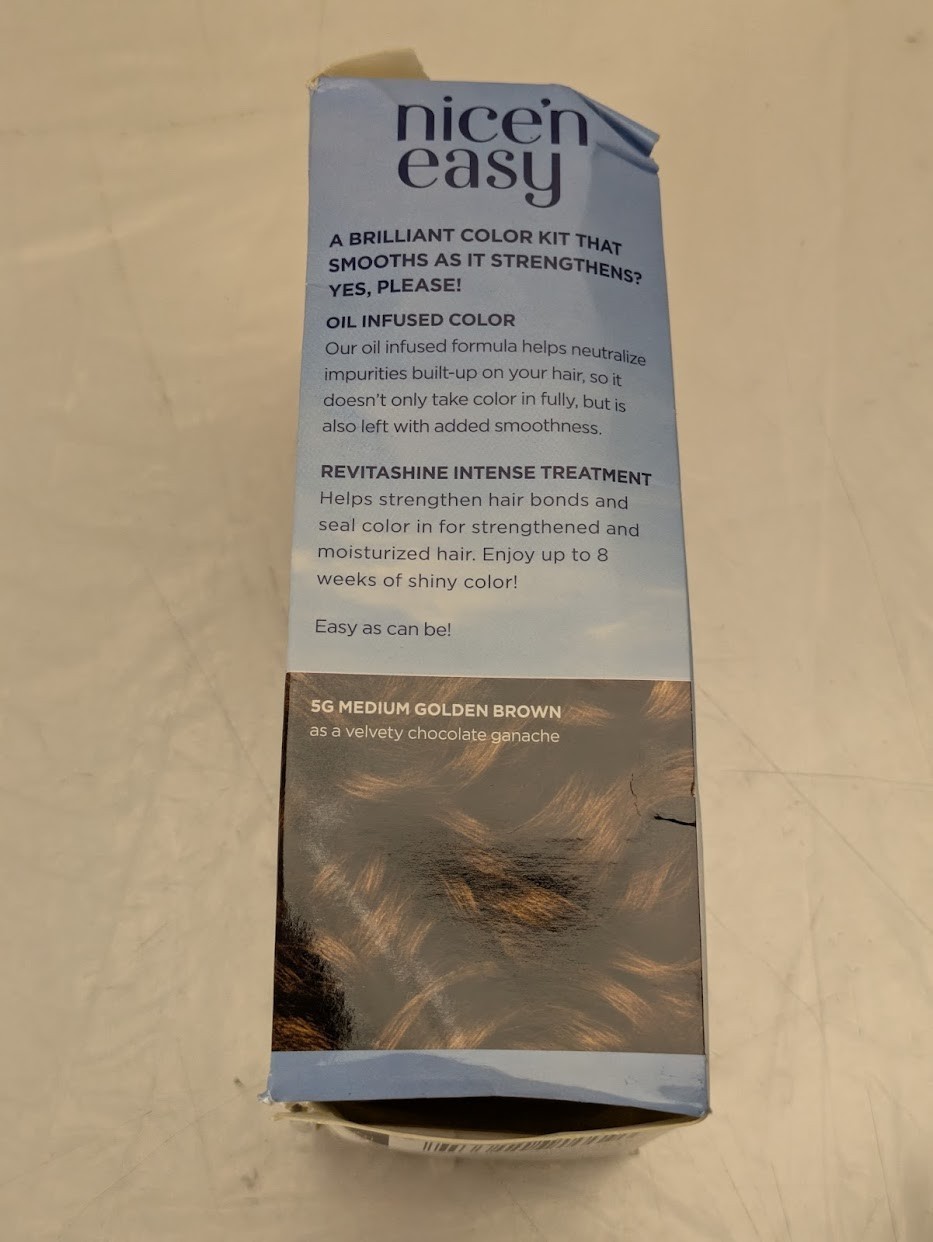 nice'n
easy
A BRILLIANT COLOR KIT THAT
SMOOTHS AS IT STRENGTHENS?
YES, PLEASE!
OIL INFUSED COLOR
Our oil infused formula helps neutralize
impurities built-up on your hair, so it
doesn't only take color in fully, but is
also left with added smoothness.
REVITASHINE INTENSE TREATMENT
Helps strengthen hair bonds and
seal color in for strengthened and
moisturized hair. Enjoy up to 8
weeks of shiny color!
Easy as can be!
5G MEDIUM GOLDEN BROWN
as a velvety chocolate ganache